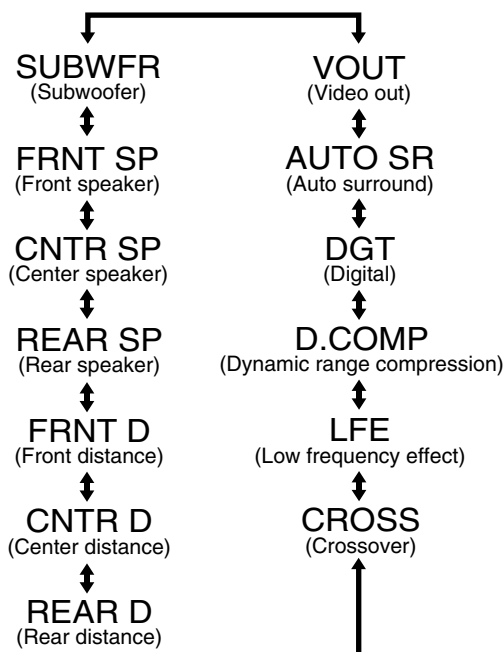 SUBWFR
(Subwoofer)
FRNT SP
(Front speaker)
CNTR SP
(Center speaker)
REAR SP
(Rear speaker)
FRNT D
(Front distance)
CNTR D
(Center distance)
REAR D
(Rear distance)
VOUT
(Video out)
AUTO SR
(Auto surround)
DGT
(Digital)
D.COMP
(Dynamic range compression)
LFE
(Low frequency effect)
CROSS
(Crossover)